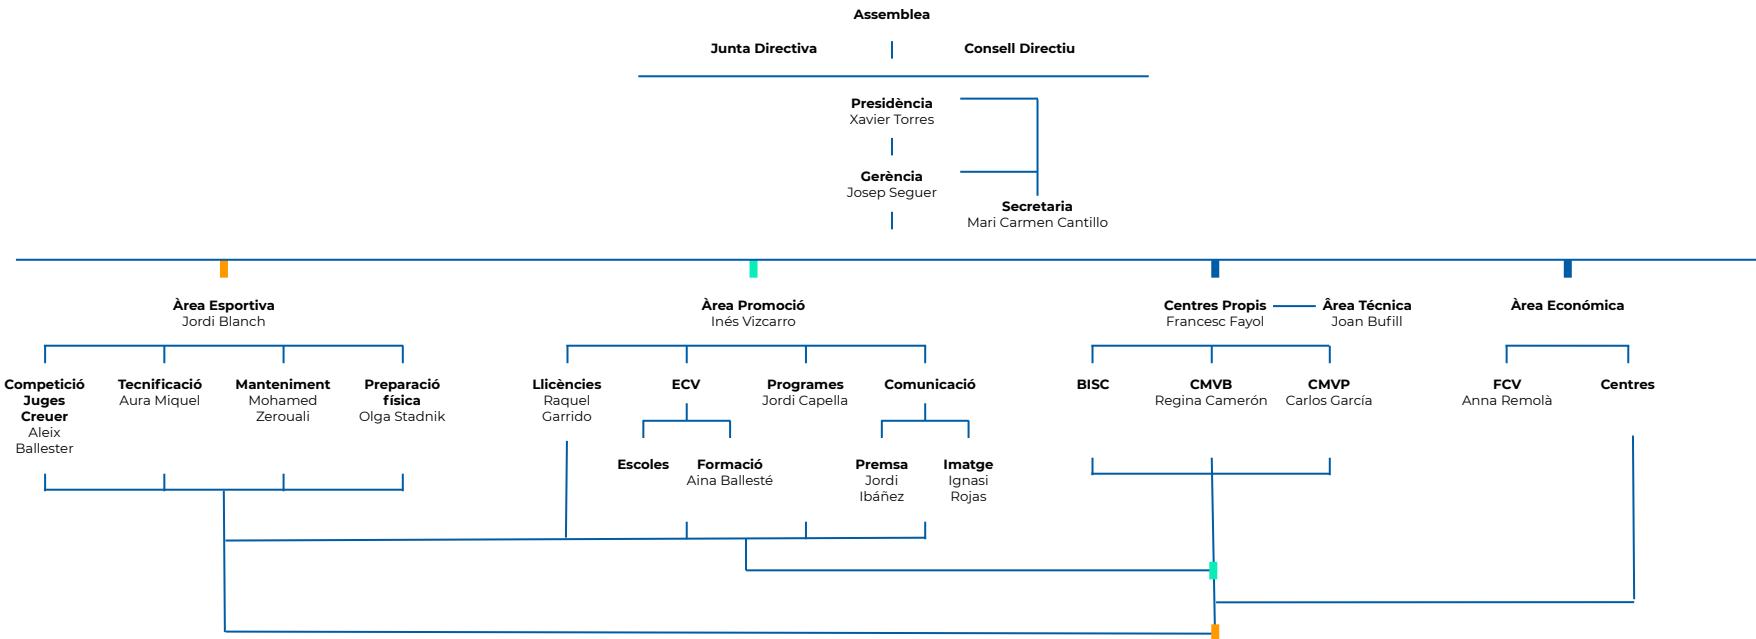 Assemblea
Junta Directiva
Consell Directiu
Presidència
Xavier Torres
Gerència
Josep Seguer
Secretaria
Mari Carmen Cantillo
Àrea Esportiva
Jordi Blanch
Àrea Promoció
Inés Vizcarro
Centres Propis
Francesc Fayol
Ârea Técnica
Joan Bufill
Àrea Económica
Competició
Juges
Creuer
Aleix
Ballester
Tecnificació
Aura Miquel
Manteniment
Mohamed
Zerouali
Preparació
física
Olga Stadnik
Llicències
Raquel
Garrido
ECV
Programes
Jordi Capella
Comunicació
BISC
CMVB
Regina Camerón
CMVP
Carlos García
FCV
Anna Remolà
Centres
Escoles
Formació
Aina Ballesté
Premsa
Jordi
Ibáñez
Imatge
Ignasi
Rojas